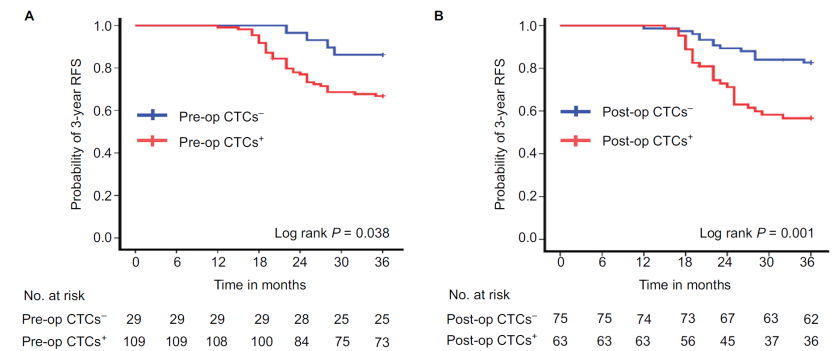 A
Probability of 3-year RFS
1.0
0.8
0.6
0.4
0.2
0.0
Pre-op CTCs–
Pre-op CTCs+
Log rank P = 0.038
0 6 12 18 24 30 36
Time in months
No. at risk
Pre-op CTCs– 29 29 29 29 28 25 25
Pre-op CTCs+ 109 109 108 100 84 75 73
B
Probability of 3-year RFS
1.0
0.8
0.6
0.4
0.2
0.0
Post-op CTCs–
Post-op CTCs+
Log rank P = 0.001
0 6 12 18 24 30 36
Time in months
No. at risk
Post-op CTCs– 75 75 74 73 67 63 62
Post-op CTCs+ 63 63 63 56 45 37 36